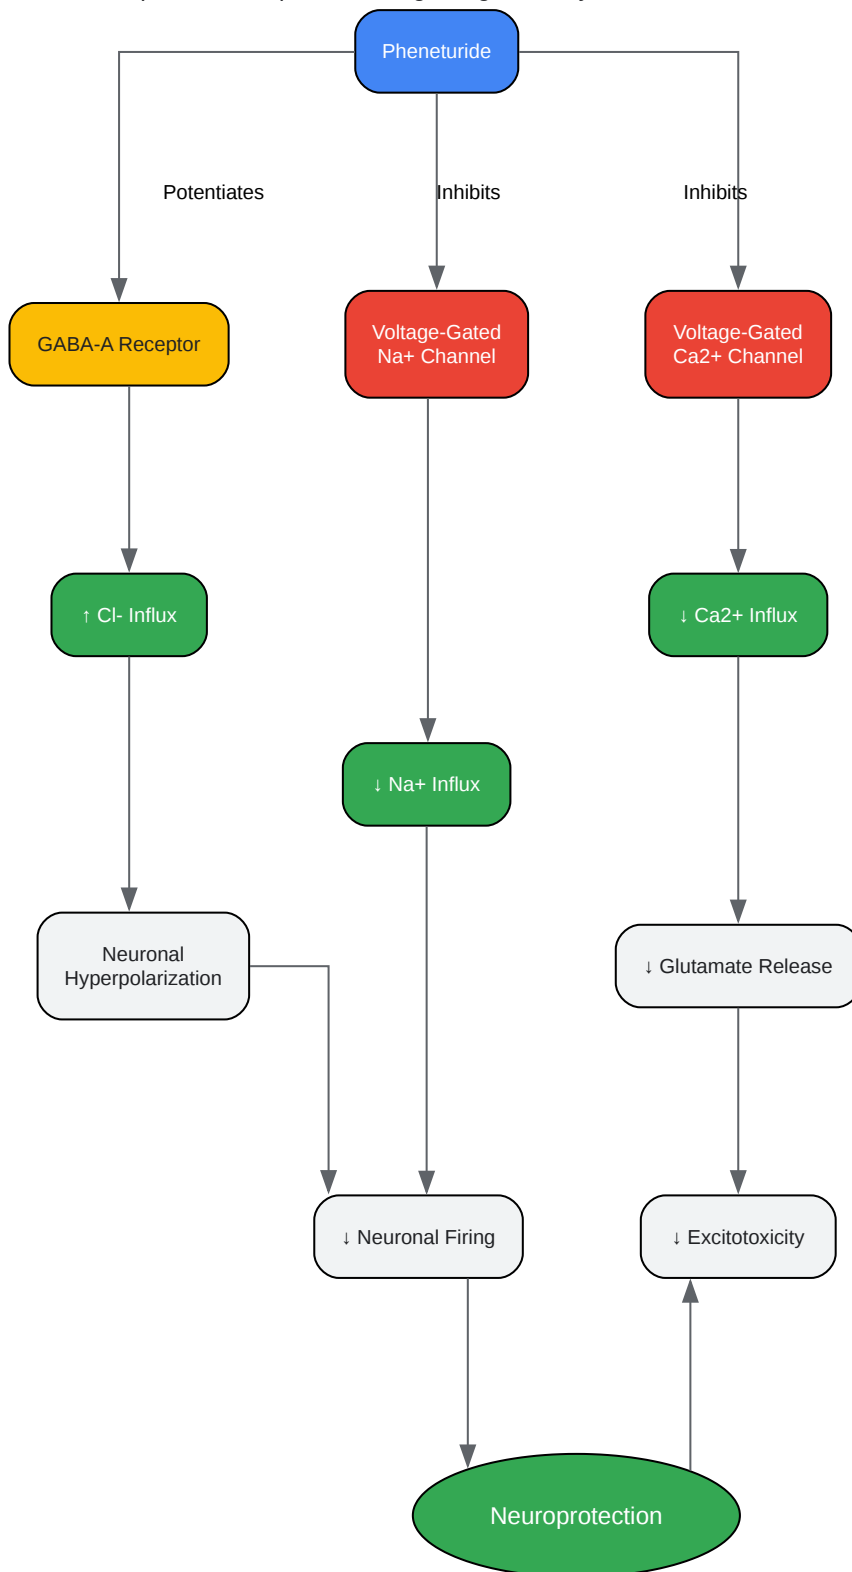 Pheneturide
Potentiates
Inhibits
Inhibits
GABA-A Receptor
Voltage-Gated
Na+ Channel
Voltage-Gated
Ca2+ Channel
↑ Cl- Influx
↓ Ca2+ Influx
↓ Na+ Influx
Neuronal
Hyperpolarization
↓ Glutamate Release
↓ Neuronal Firing
↓ Excitotoxicity
Neuroprotection